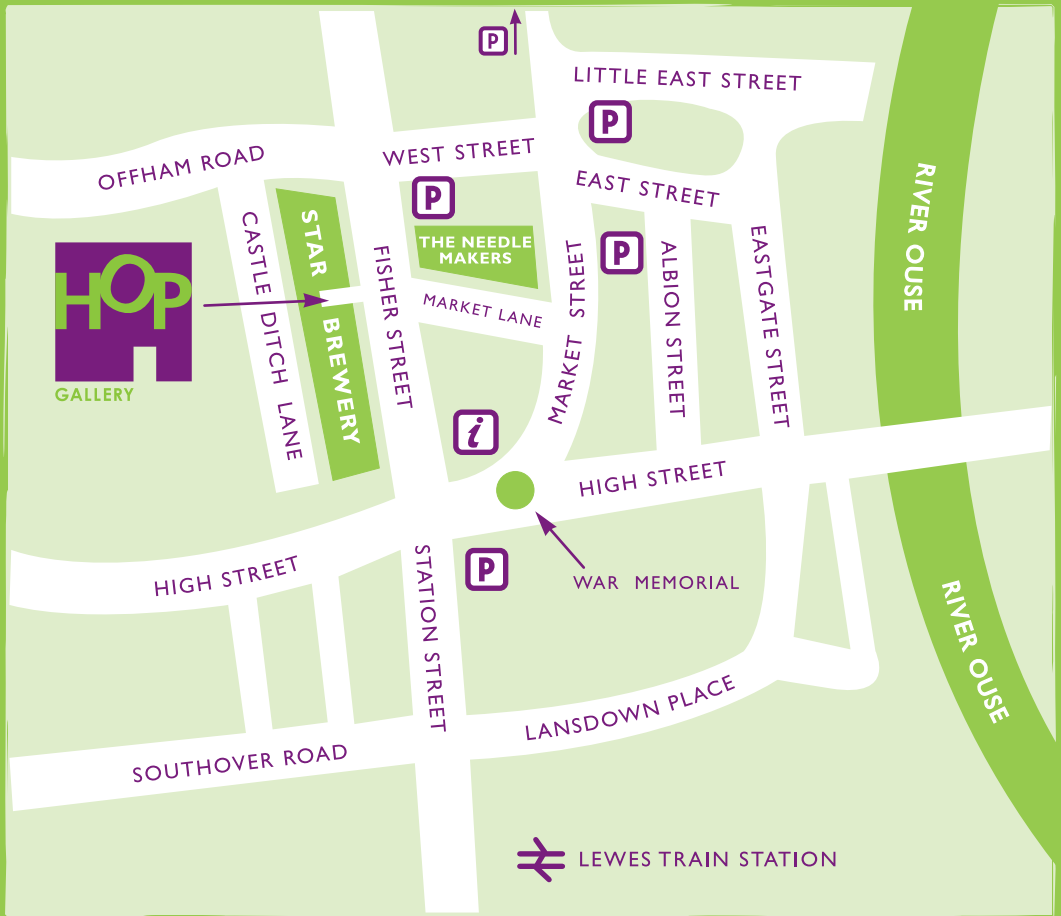 P
LITTLE EAST STREET
P
OFFHAM ROAD
WEST STREET
EAST STREET
P
RIVER OUSE
HOP
GALLERY
CASTLE DITCH LANE
STAR BREWERY
FISHER STREET
THE NEEDLE
MAKERS
MARKET LANE
MARKET STREET
P
ALBION STREET
EASTGATE STREET
i
HIGH STREET
HIGH STREET
P
WAR MEMORIAL
STATION STREET
RIVER OUSE
LANSDOWN PLACE
SOUTHOVER ROAD
LEWES TRAIN STATION